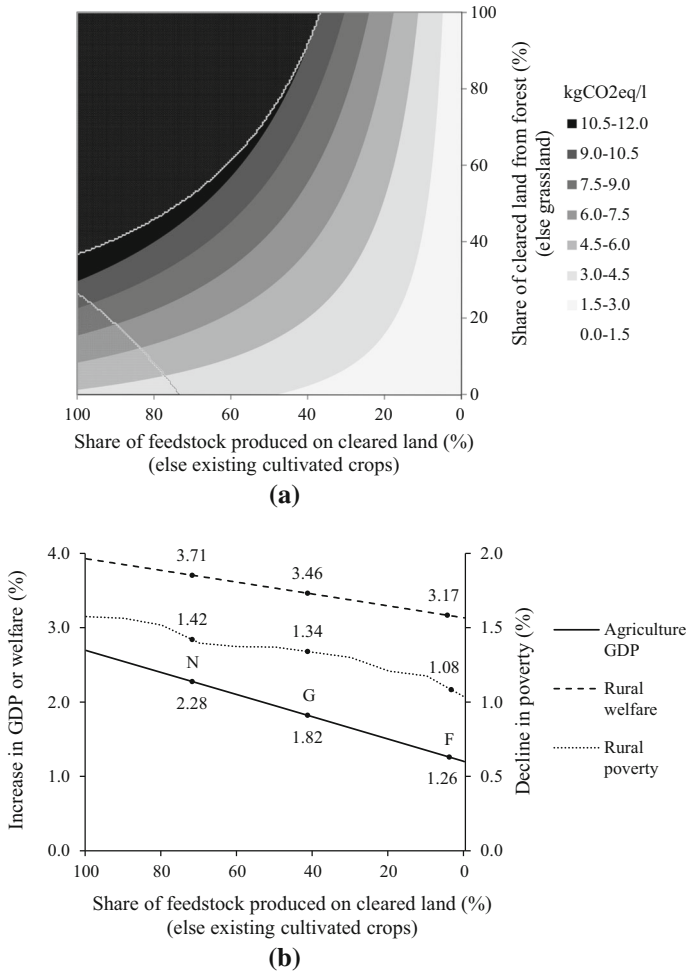 100
80
60
40
20
0
Share of cleared land from forest (%)
(else grassland)
kgCO2eq/l
10.5-12.0
9.0-10.5
7.5-9.0
6.0-7.5
4.5-6.0
3.0-4.5
1.5-3.0
0.0-1.5
100 80 60 40 20 0
Share of feedstock produced on cleared land (%)
(else existing cultivated crops)
(a)
Increase in GDP or welfare (%)
4.0
3.0
2.0
1.0
0.0
3.71
3.46
3.17
1.42
1.34
1.08
N
G
F
2.28
1.82
1.26
2.0
1.5
1.0
0.5
0.0
Decline in poverty (%)
Agriculture
GDP
Rural
welfare
Rural
poverty
100 80 60 40 20 0
Share of feedstock produced on cleared land (%)
(else existing cultivated crops)
(b)